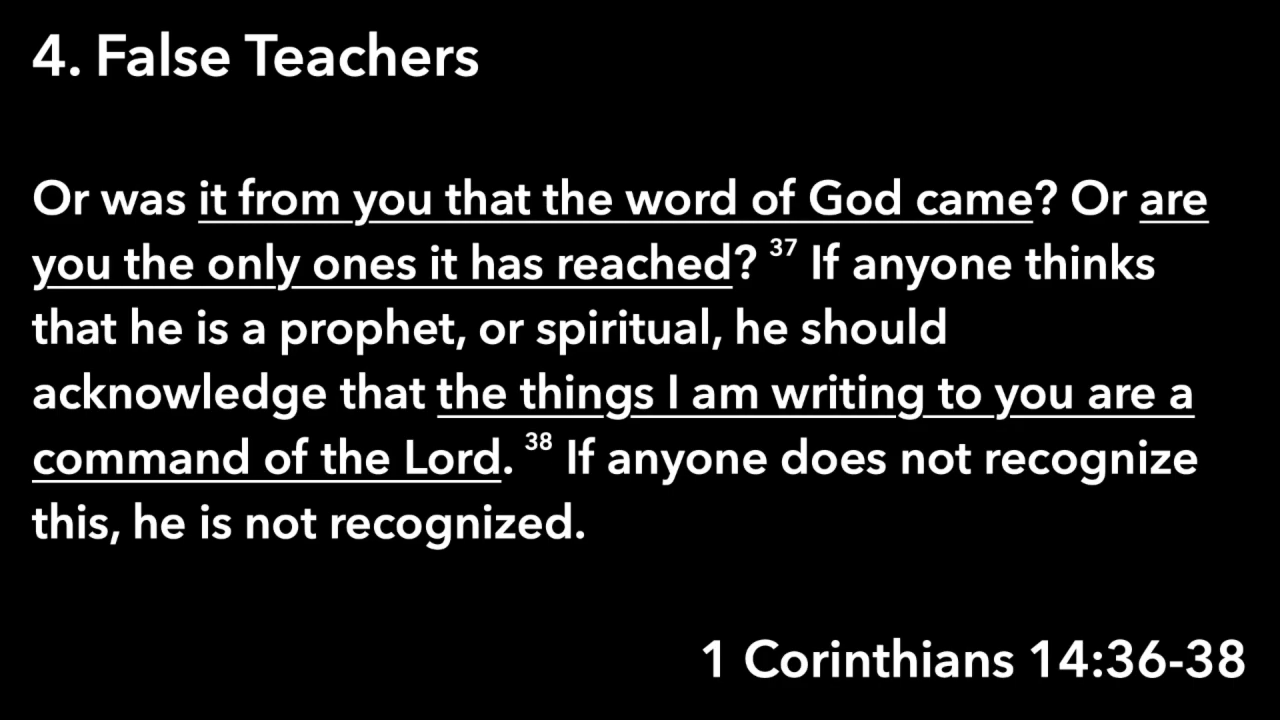 4. False Teachers
Or was it from you that the word of God came? Or are
you the only ones it has reached? 37 If anyone thinks
that he is a prophet, or spiritual, he should
acknowledge that the things I am writing to you are a
command of the Lord. 38 If anyone does not recognize
this, he is not recognized.
1 Corinthians 14:36-38